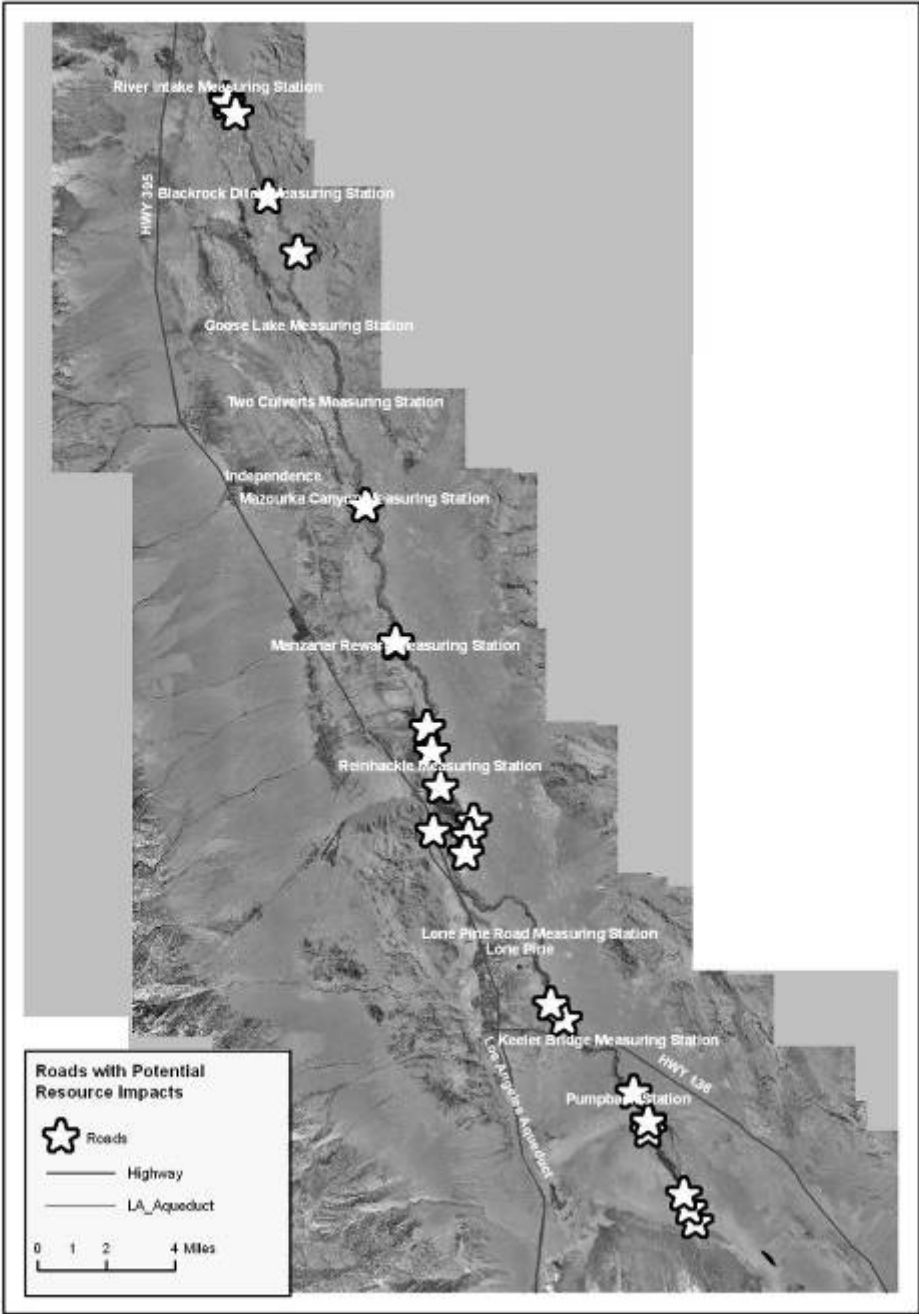 River Intake Measuring Station
HWY 395
Blackrock Ditch Measuring Station
Goose Lake Measuring Station
Two Culverts Measuring Station
Independence
Mazourka Canyon Measuring Station
Manzanar Reward Measuring Station
Reinhackle Measuring Station
Lone Pine Road Measuring Station
Lone Pine
Keeler Bridge Measuring Station
HWY 136
Los Angeles Aqueduct
Pumpback Station
Roads with Potential
Resource Impacts
Roads
Highway
LA_Aqueduct
0 1 2 4 Miles